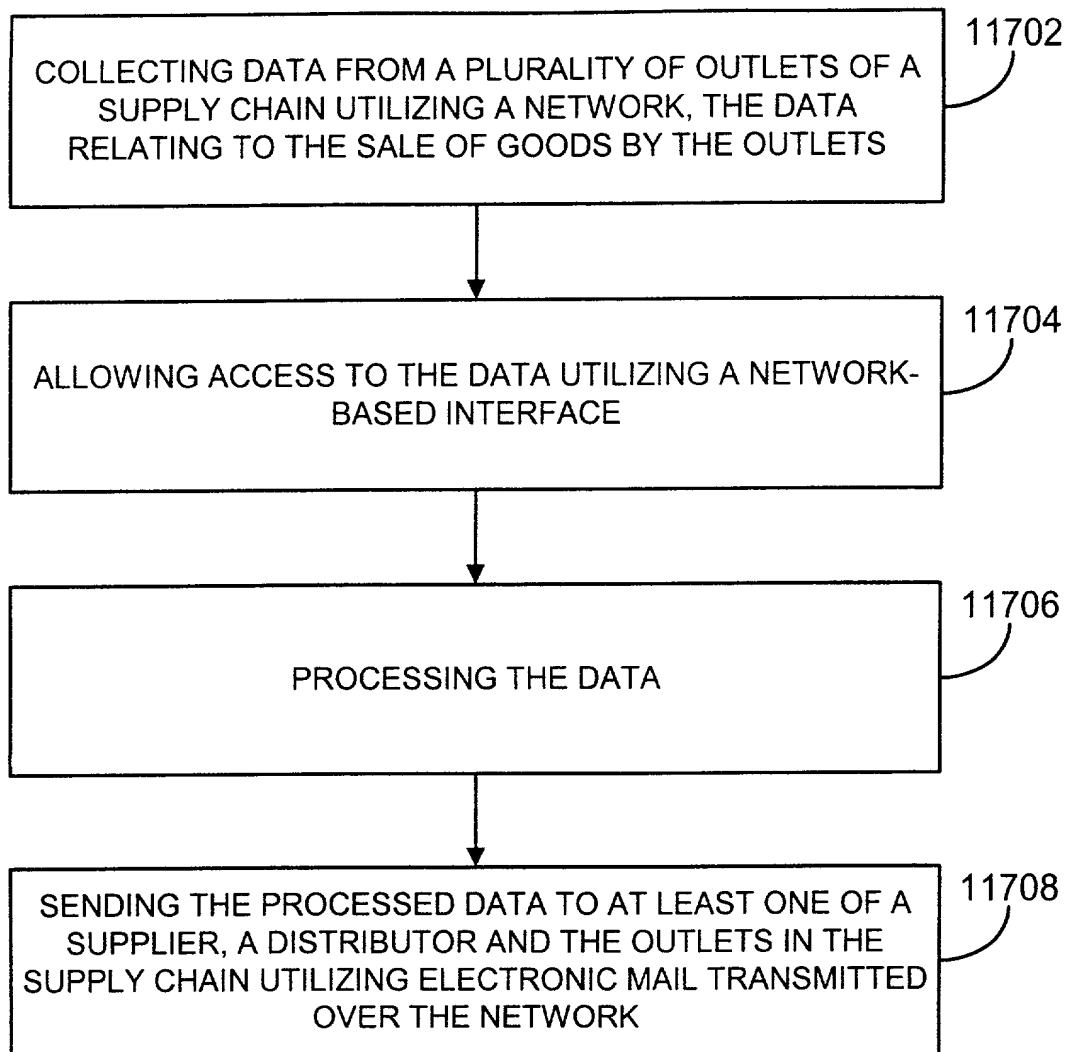 11702
COLLECTING DATA FROM A PLURALITY OF OUTLETS OF A
SUPPLY CHAIN UTILIZING A NETWORK, THE DATA
RELATING TO THE SALE OF GOODS BY THE OUTLETS
11704
ALLOWING ACCESS TO THE DATA UTILIZING A NETWORK-
BASED INTERFACE
11706
PROCESSING THE DATA
11708
SENDING THE PROCESSED DATA TO AT LEAST ONE OF A
SUPPLIER, A DISTRIBUTOR AND THE OUTLETS IN THE
SUPPLY CHAIN UTILIZING ELECTRONIC MAIL TRANSMITTED
OVER THE NETWORK